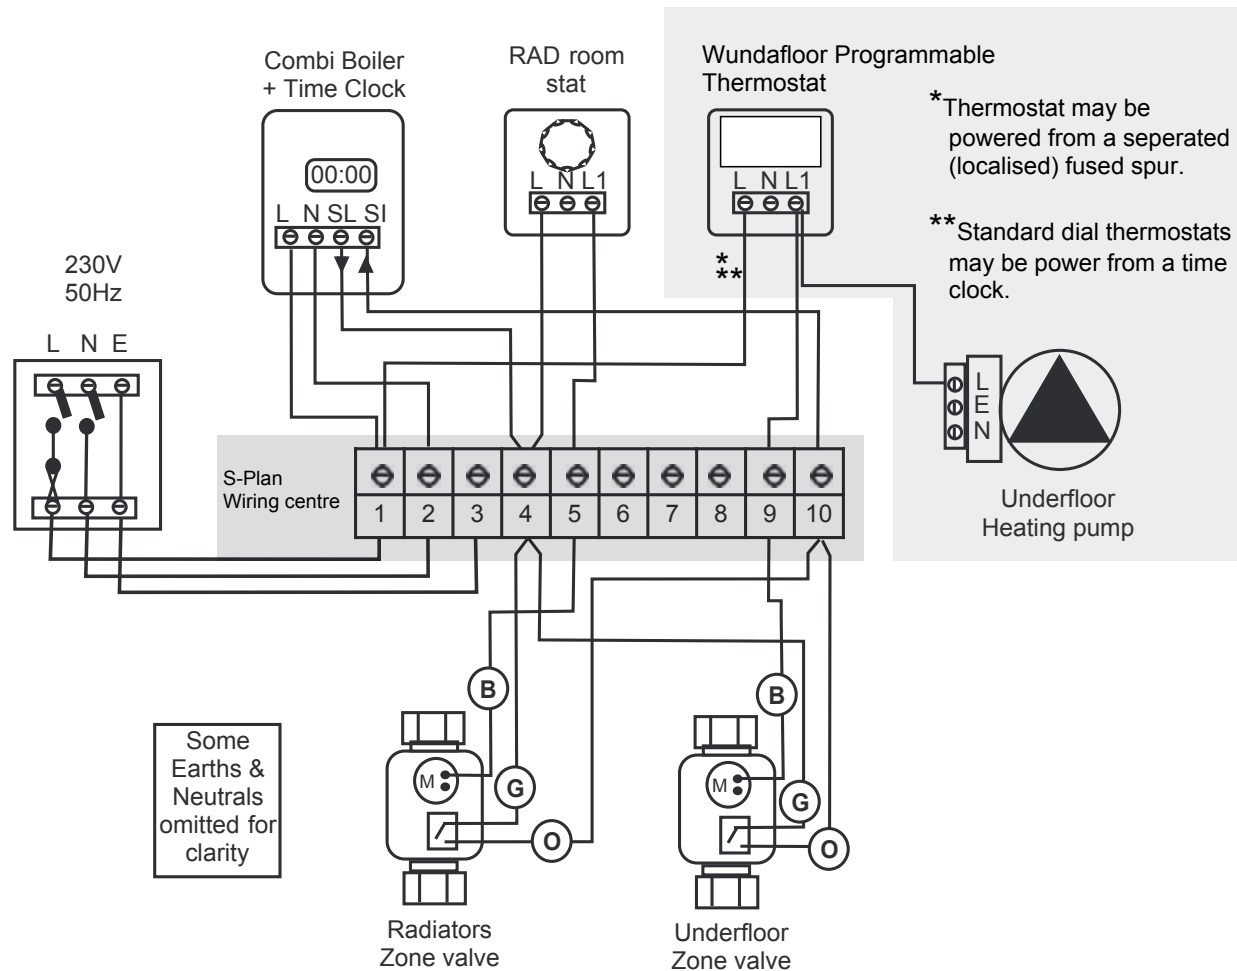 Combi Boiler
+ Time Clock
RAD room
stat
Wundafloor Programmable
Thermostat
*Thermostat may be
powered from a seperated
(localised) fused spur.
**Standard dial thermostats
may be power from a time
clock.
00:00
L N SL SI
L N L1
L N L1
*
**
230V
50Hz
L N E
L
E
N
Underfloor
Heating pump
S-Plan
Wiring centre
1 2 3 4 5 6 7 8 9 10
B
G
O
M
B
G
O
M
Some
Earths &
Neutrals
omitted for
clarity
Radiators
Zone valve
Underfloor
Zone valve